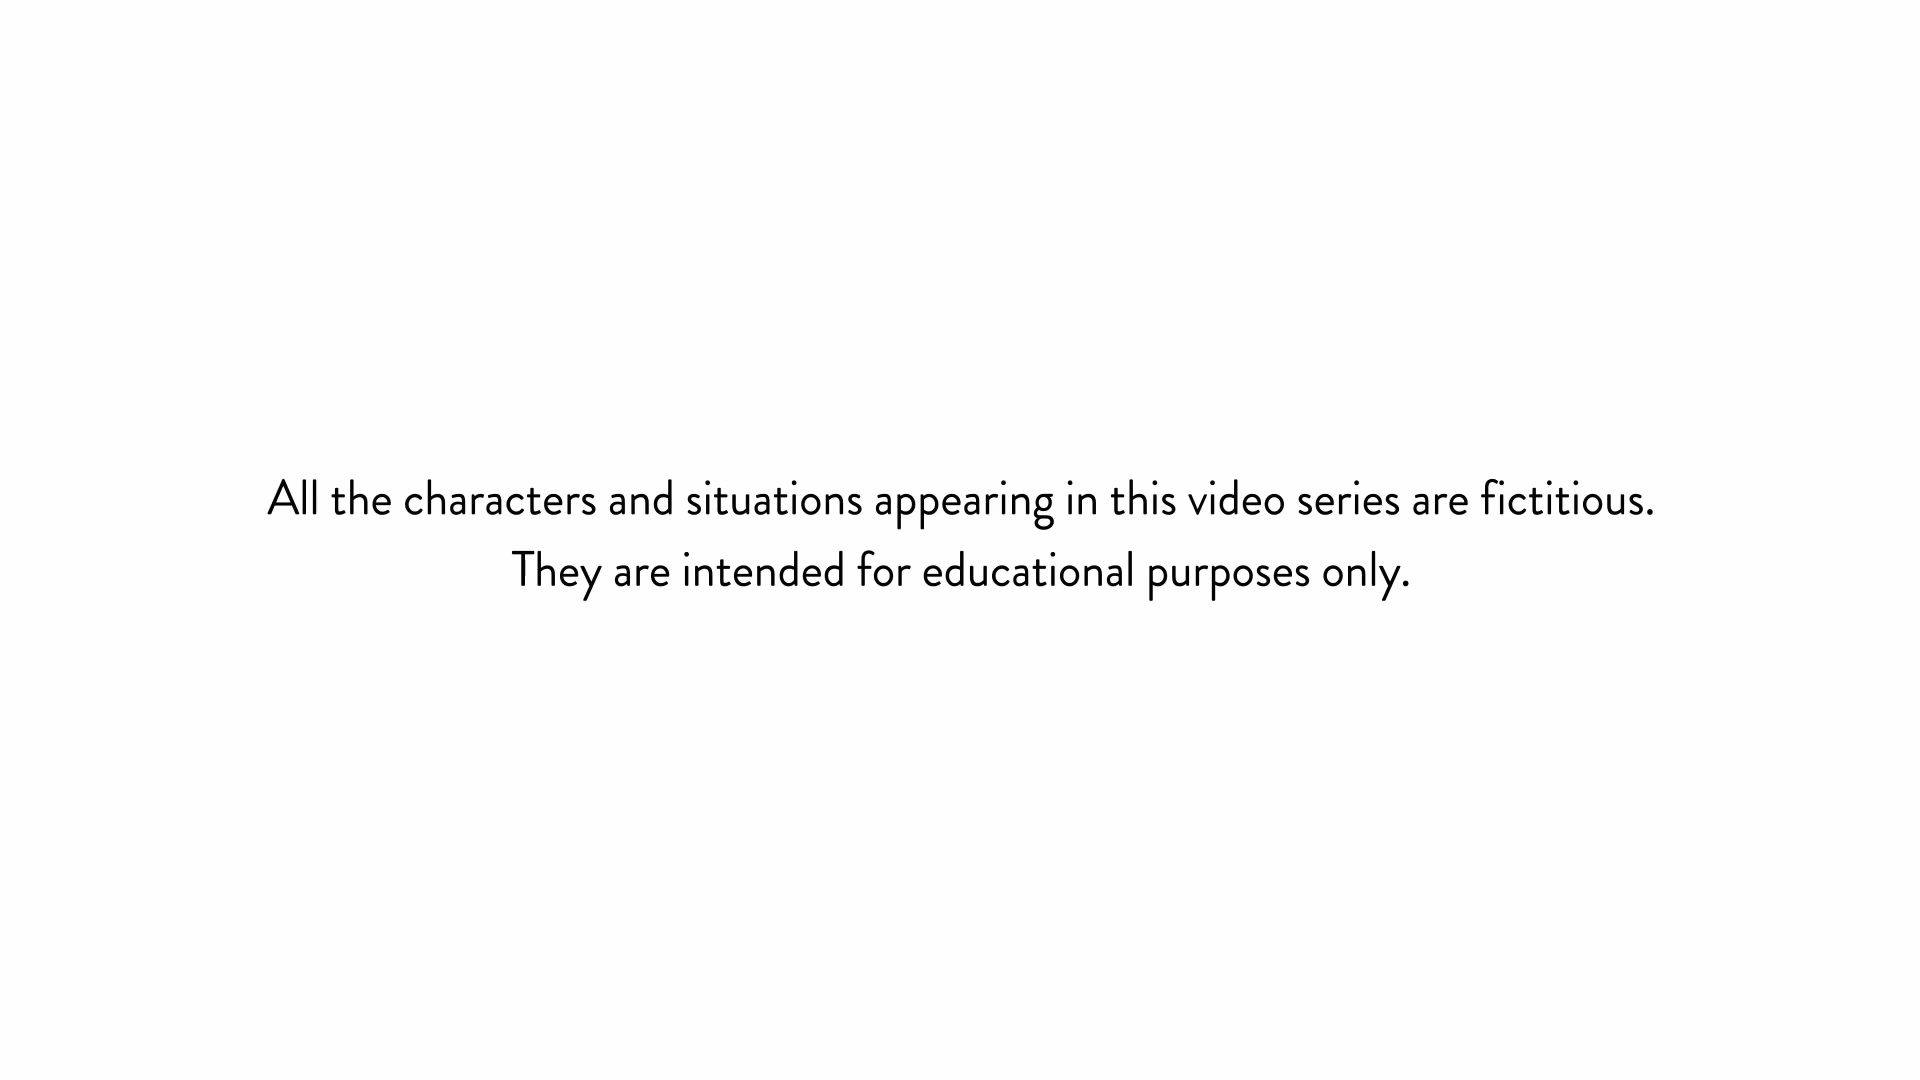 All the characters and situations appearing in this video series are fictitious.
They are intended for educational purposes only.